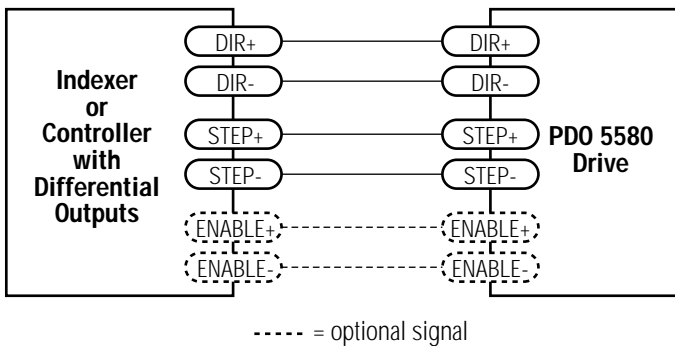 Indexer
or
Controller
with
Differential
Outputs
DIR+
DIR-
STEP+
STEP-
ENABLE+
ENABLE-
DIR+
DIR-
STEP+
STEP-
ENABLE+
ENABLE-
PDO 5580
Drive
= optional signal